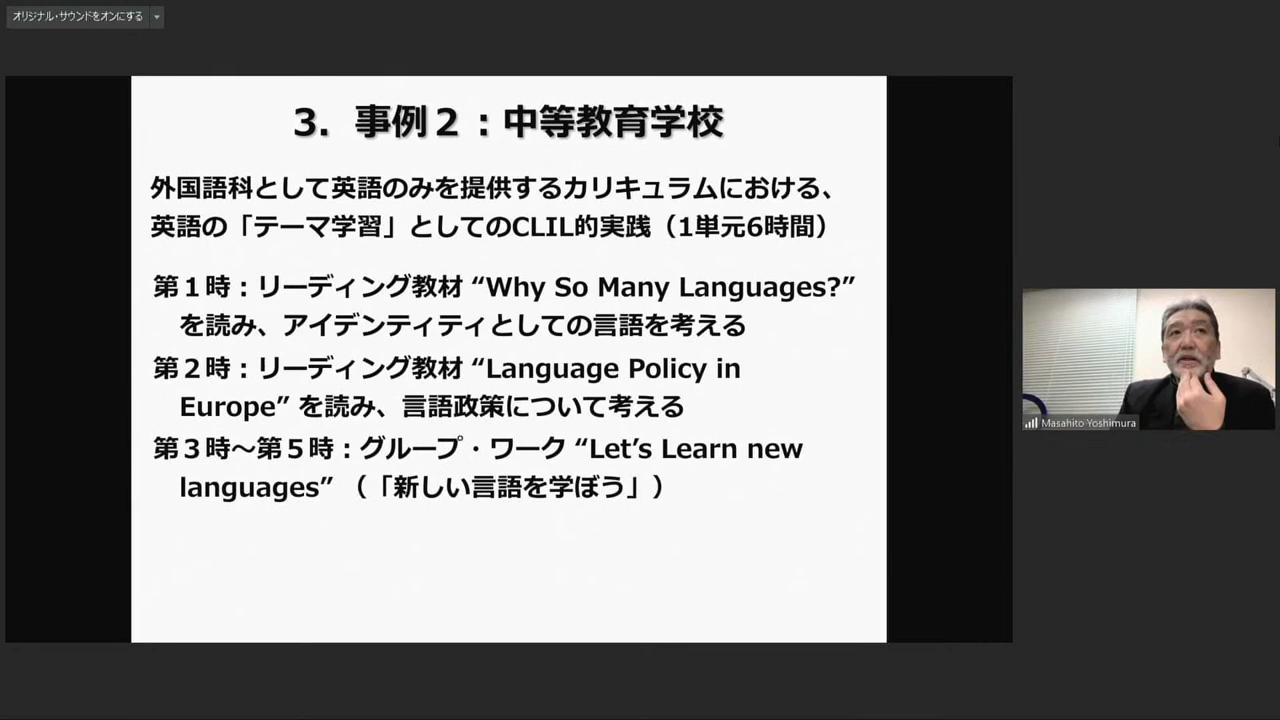 オリジナル・サウンドをオンにする
3. 事例２：中等教育学校
外国語科として英語のみを提供するカリキュラムにおける、
英語の「テーマ学習」としてのCLIL的実践（1単元6時間）
第１時：リーディング教材 “Why So Many Languages?”
を読み、アイデンティティとしての言語を考える
第２時：リーディング教材 “Language Policy in
Europe” を読み、言語政策について考える
第３時～第５時：グループ・ワーク “Let’s Learn new
languages” （「新しい言語を学ぼう」）
Masahito Yoshimura